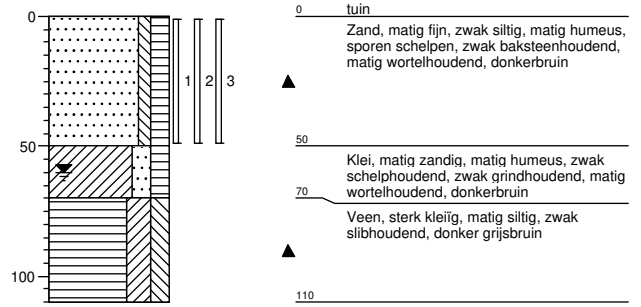 0
50
100
1 2 3
0 tuin
Zand, matig fijn, zwak siltig, matig humeus,
sporen schelpen, zwak baksteenhoudend,
matig wortelhoudend, donkerbruin
50
Klei, matig zandig, matig humeus, zwak
schelphoudend, zwak grindhoudend, matig
wortelhoudend, donkerbruin
70
Veen, sterk kleiïg, matig siltig, zwak
slibhoudend, donker grijsbruin
110